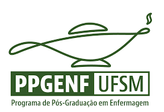 PPGENF UFSM
Programa de Pós-Graduação em Enfermagem